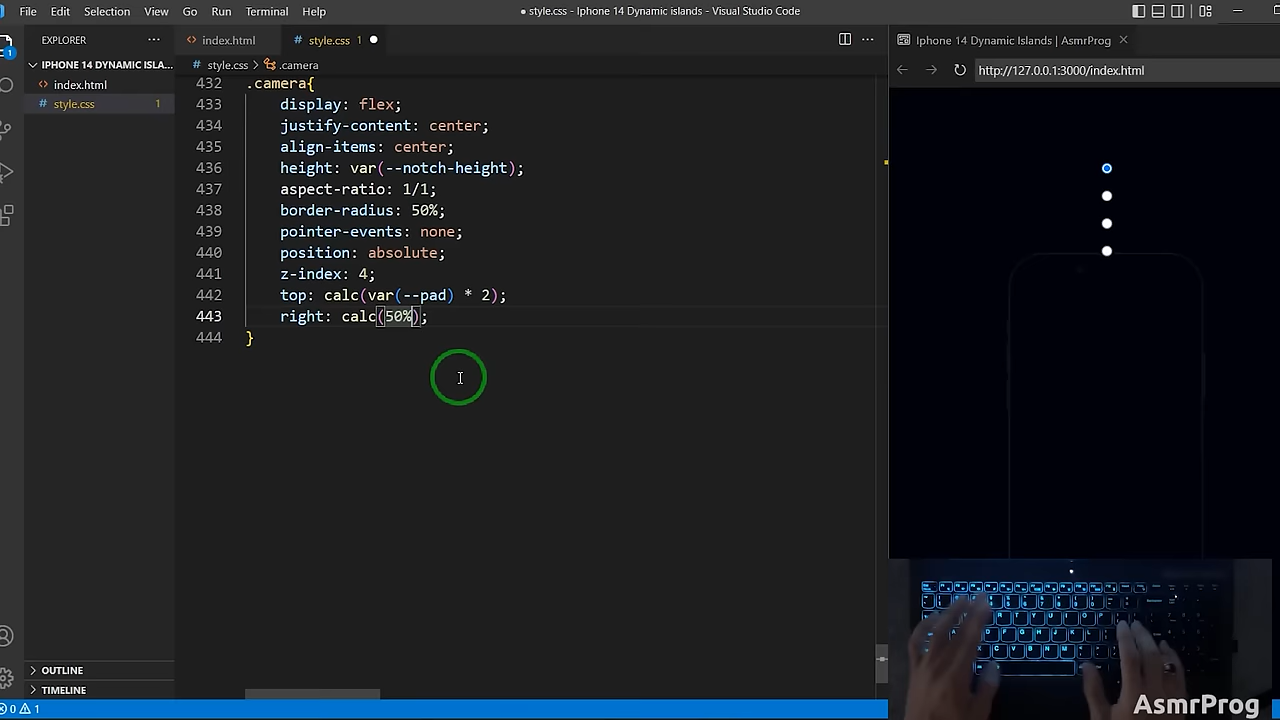 File Edit Selection View Go Run Terminal Help
style.css - Iphone 14 Dynamic islands - Visual Studio Code
EXPLORER
IPHONE 14 DYNAMIC ISLA...
index.html
style.css 1
OUTLINE
TIMELINE
index.html
style.css 1
style.css > .camera
432 .camera{
433 display: flex;
434 justify-content: center;
435 align-items: center;
436 height: var(--notch-height);
437 aspect-ratio: 1/1;
438 border-radius: 50%;
439 pointer-events: none;
440 position: absolute;
441 z-index: 4;
442 top: calc(var(--pad) * 2);
443 right: calc(50%);
444 }
Iphone 14 Dynamic Islands | AsmrProg
http://127.0.0.1:3000/index.html
AsmrProg
1
0 1